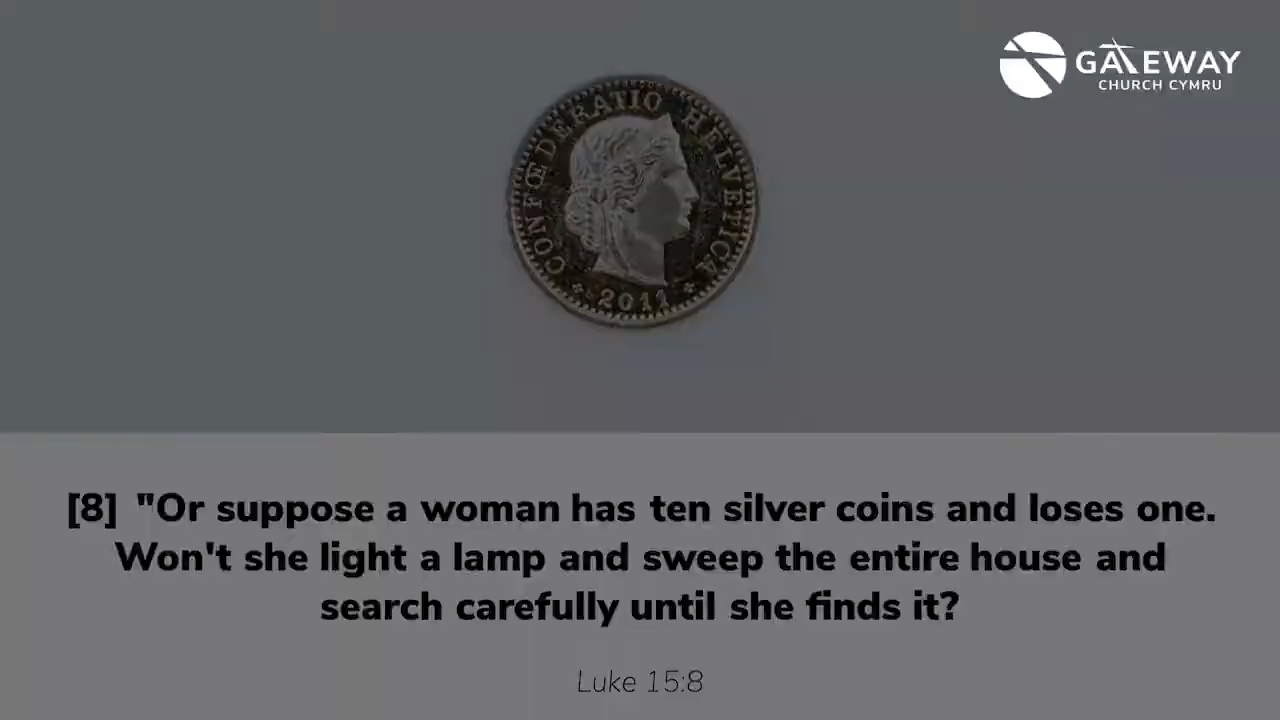 GATEWAY
CHURCH CYMRU
CONFŒDERATIO HELVETICA
2011
[8] "Or suppose a woman has ten silver coins and loses one.
Won't she light a lamp and sweep the entire house and
search carefully until she finds it?
Luke 15:8